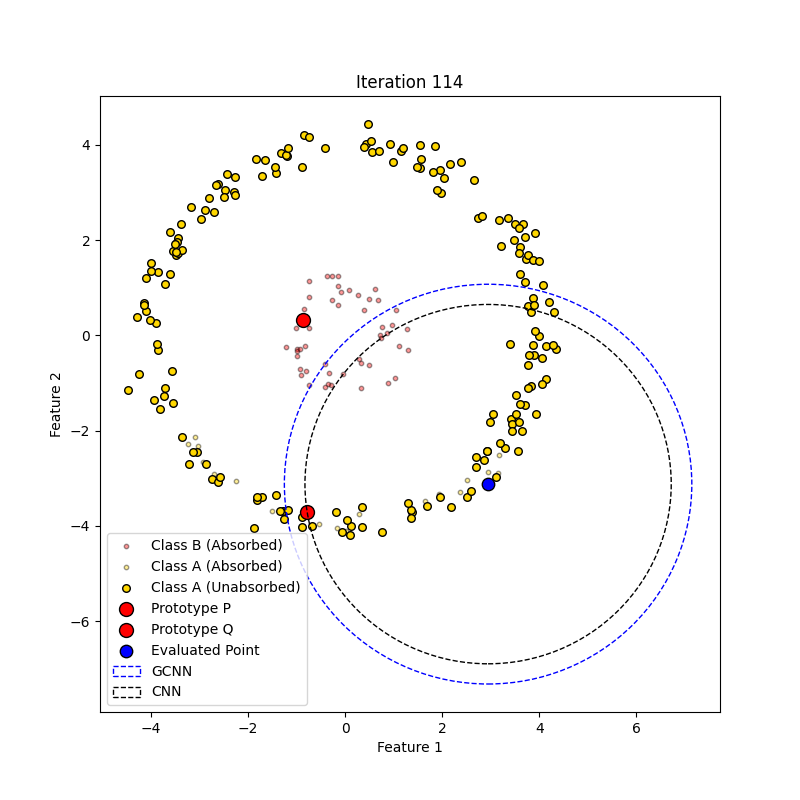 Iteration 114
Feature 2
4
2
0
−2
−4
−6
Class B (Absorbed)
Class A (Absorbed)
Class A (Unabsorbed)
Prototype P
Prototype Q
Evaluated Point
GCNN
CNN
−4 −2 0 2 4 6
Feature 1